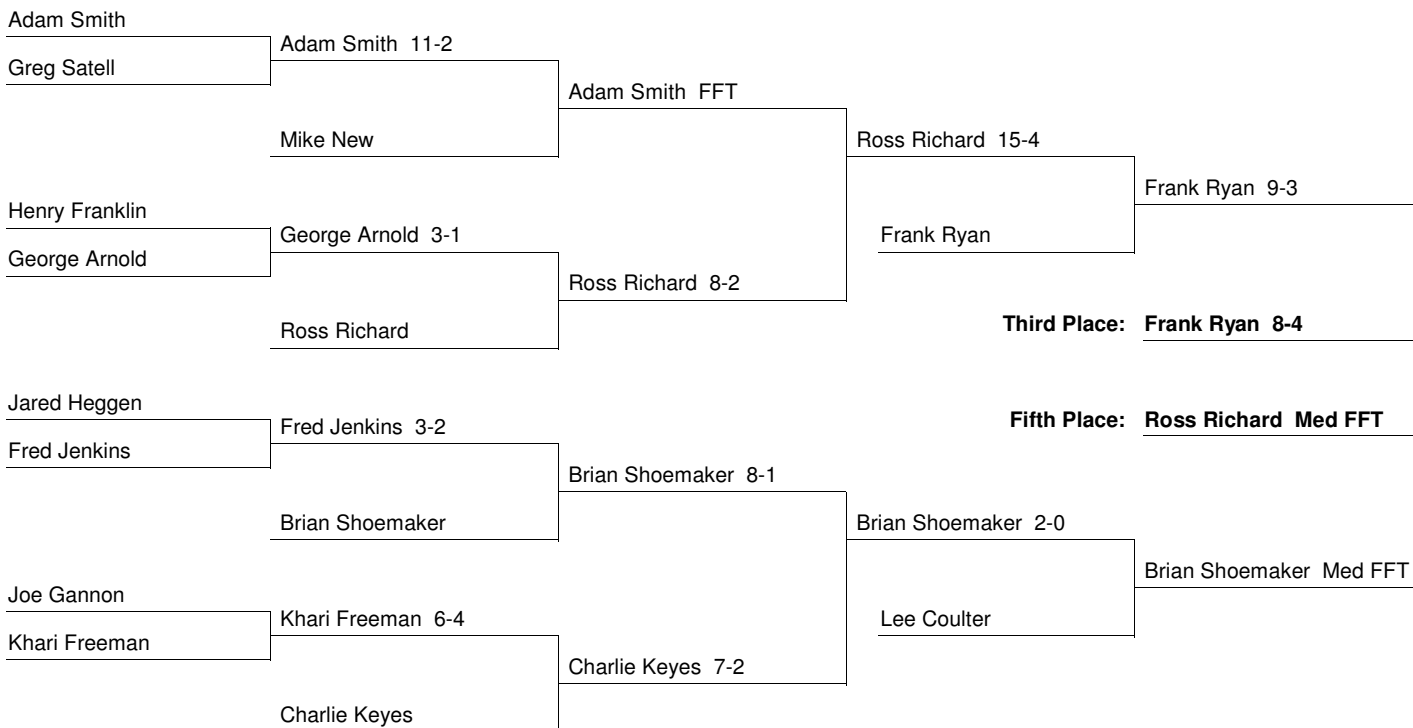 Adam Smith
Adam Smith  11-2
Greg Satell
Adam Smith  FFT
Mike New
Ross Richard  15-4
Frank Ryan  9-3
Henry Franklin
George Arnold  3-1
Frank Ryan
George Arnold
Ross Richard  8-2
Ross Richard
Third Place:  Frank Ryan  8-4
Jared Heggen
Fred Jenkins  3-2
Fifth Place:  Ross Richard  Med FFT
Fred Jenkins
Brian Shoemaker  8-1
Brian Shoemaker
Brian Shoemaker  2-0
Brian Shoemaker  Med FFT
Joe Gannon
Khari Freeman  6-4
Lee Coulter
Khari Freeman
Charlie Keyes  7-2
Charlie Keyes